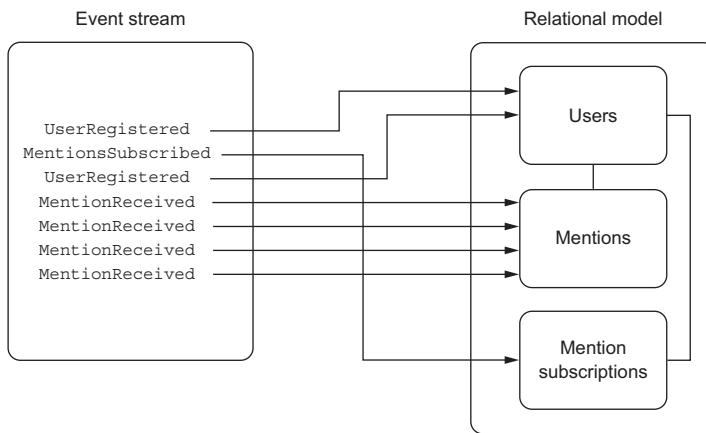 Event stream
Relational model
UserRegistered
MentionsSubscribed
UserRegistered
MentionReceived
MentionReceived
MentionReceived
MentionReceived
Users
Mentions
Mention
subscriptions